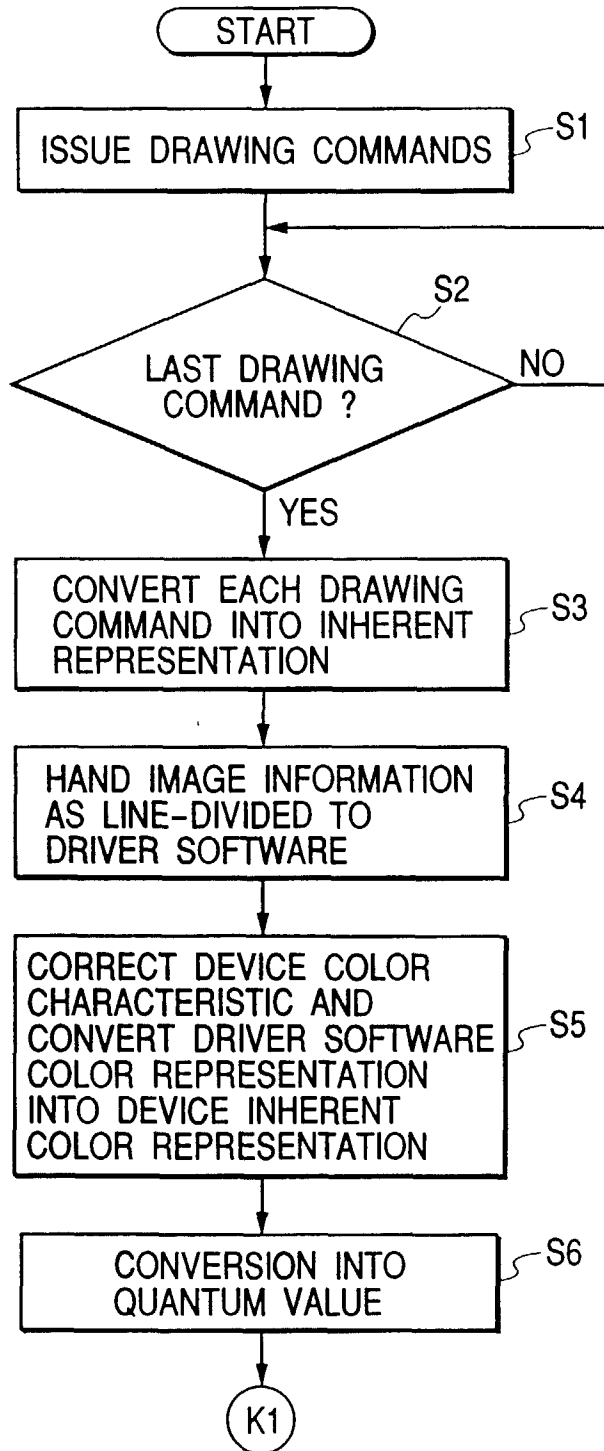 START
ISSUE DRAWING COMMANDS
S1
S2
LAST DRAWING
COMMAND ?
NO
YES
CONVERT EACH DRAWING
COMMAND INTO INHERENT
REPRESENTATION
S3
HAND IMAGE INFORMATION
AS LINE-DIVIDED TO
DRIVER SOFTWARE
S4
CORRECT DEVICE COLOR
CHARACTERISTIC AND
CONVERT DRIVER SOFTWARE
COLOR REPRESENTATION
INTO DEVICE INHERENT
COLOR REPRESENTATION
S5
CONVERSION INTO
QUANTUM VALUE
S6
K1